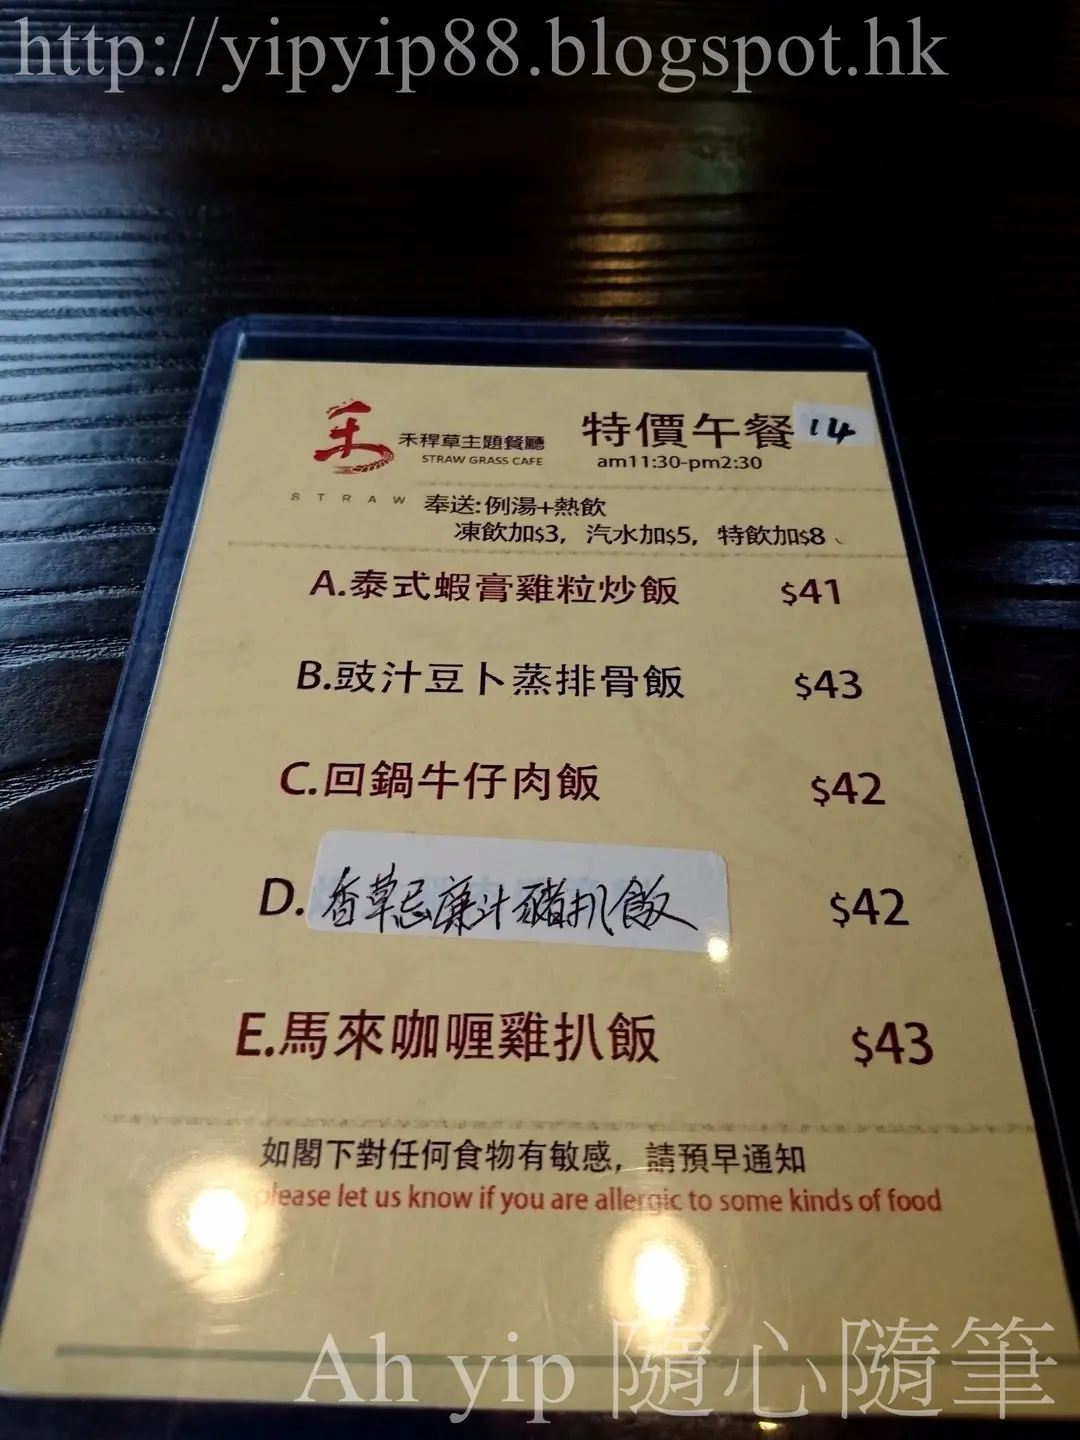 http://yipyip88.blogspot.hk
禾 禾稈草主題餐廳
STRAW GRASS CAFE
STRAW
特價午餐 14
am11:30-pm2:30
奉送:例湯+熱飲
凍飲加$3, 汽水加$5, 特飲加$8
A.泰式蝦膏雞粒炒飯 $41
B.豉汁豆卜蒸排骨飯 $43
C.回鍋牛仔肉飯 $42
D.香草忌廉汁豬扒飯 $42
E.馬來咖喱雞扒飯 $43
如閣下對任何食物有敏感，請預早通知
please let us know if you are allergic to some kinds of food
Ah yip 隨心隨筆